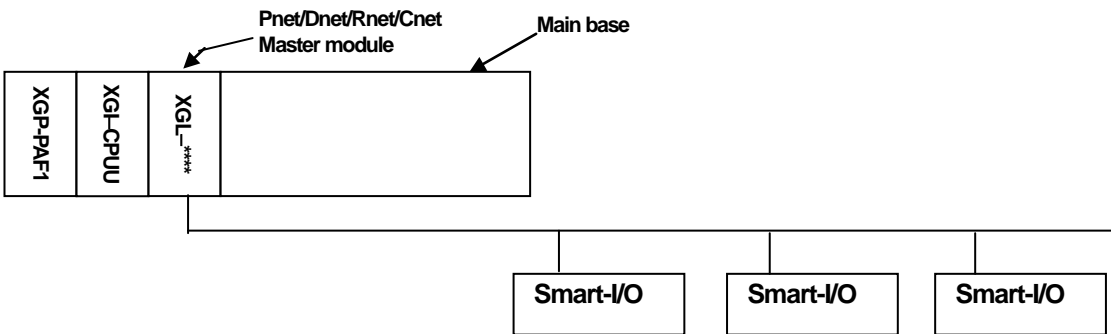 Pnet/Dnet/Rnet/Cnet
Master module
Main base
XGP-PAF1
XGI-CPUU
XGL-****
Smart-I/O
Smart-I/O
Smart-I/O